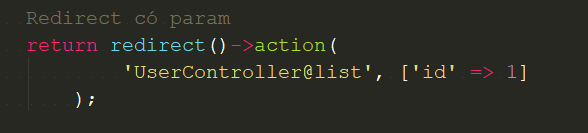 Redirect có param
return redirect()->action(
'UserController@list', ['id' => 1]
);